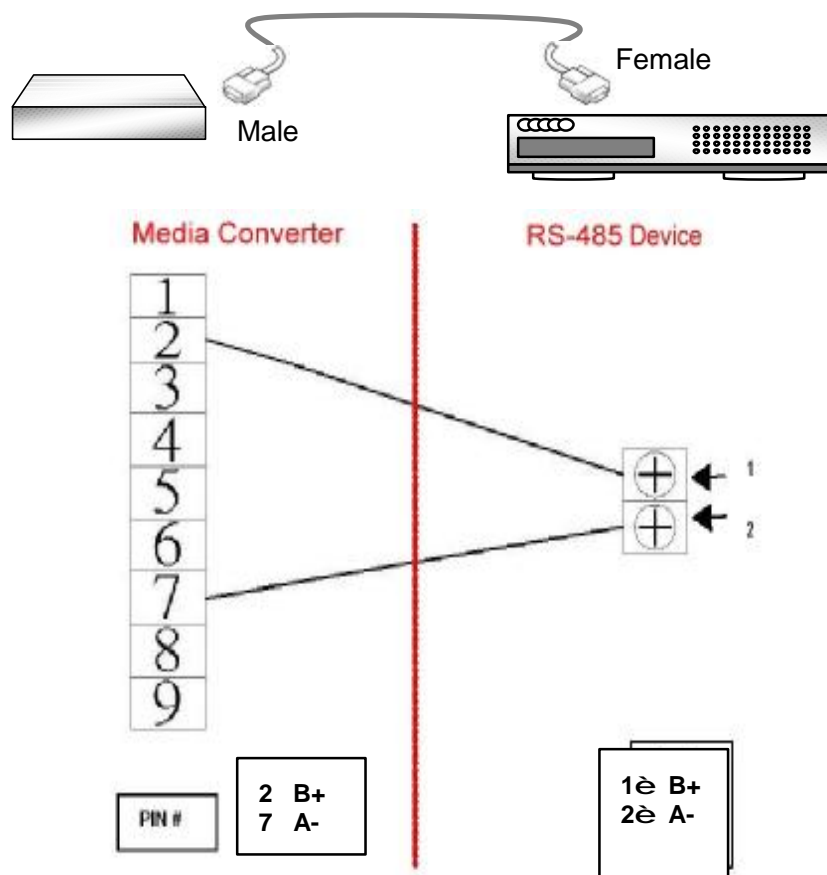 Female
Male
Media Converter
RS-485 Device
1
2
3
4
5
6
7
8
9
1
2
PIN #
2 B+
7 A-
1è B+
2è A-